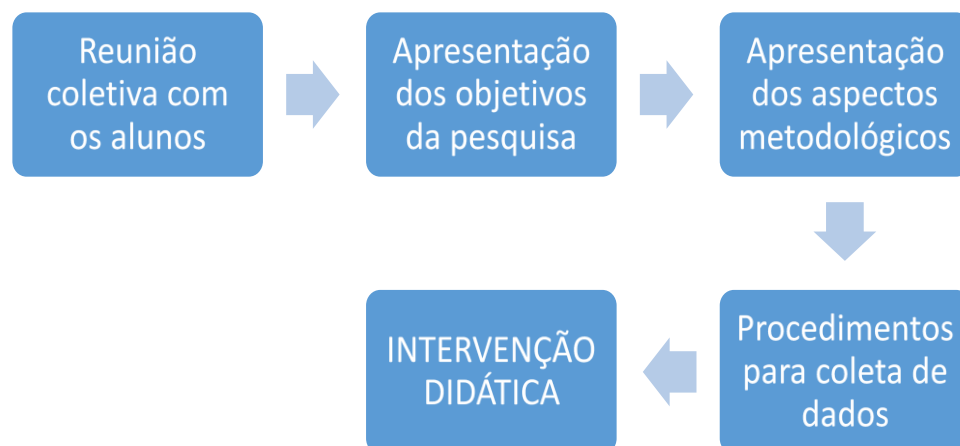 Reunião
coletiva com
os alunos
Apresentação
dos objetivos
da pesquisa
Apresentação
dos aspectos
metodológicos
Procedimentos
para coleta de
dados
INTERVENÇÃO
DIDÁTICA